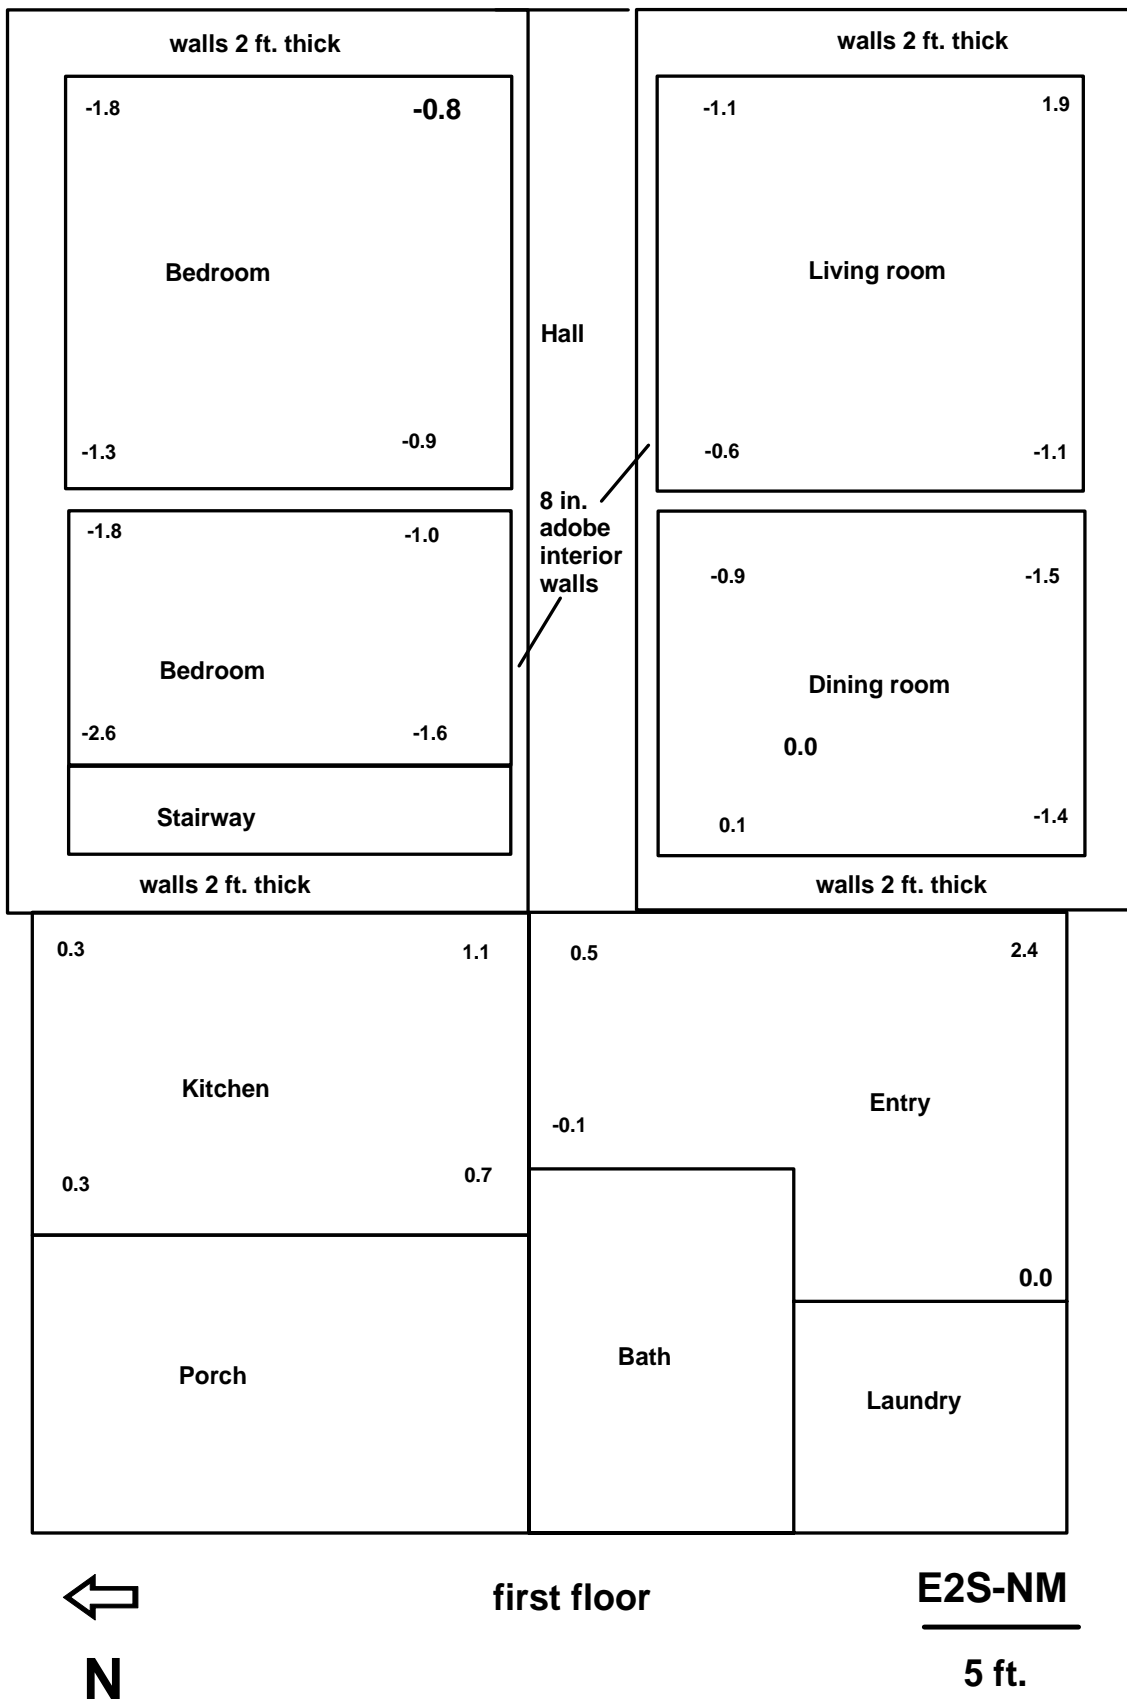 walls 2 ft. thick
walls 2 ft. thick
-1.8
-0.8
-1.1
1.9
Bedroom
Living room
Hall
-1.3
-0.9
-0.6
-1.1
8 in.
adobe
interior
walls
-1.8
-1.0
-0.9
-1.5
Bedroom
Dining room
-2.6
-1.6
0.0
Stairway
0.1
-1.4
walls 2 ft. thick
walls 2 ft. thick
0.3
1.1
0.5
2.4
Kitchen
Entry
-0.1
0.3
0.7
0.0
Porch
Bath
Laundry
first floor
E2S-NM
N
5 ft.